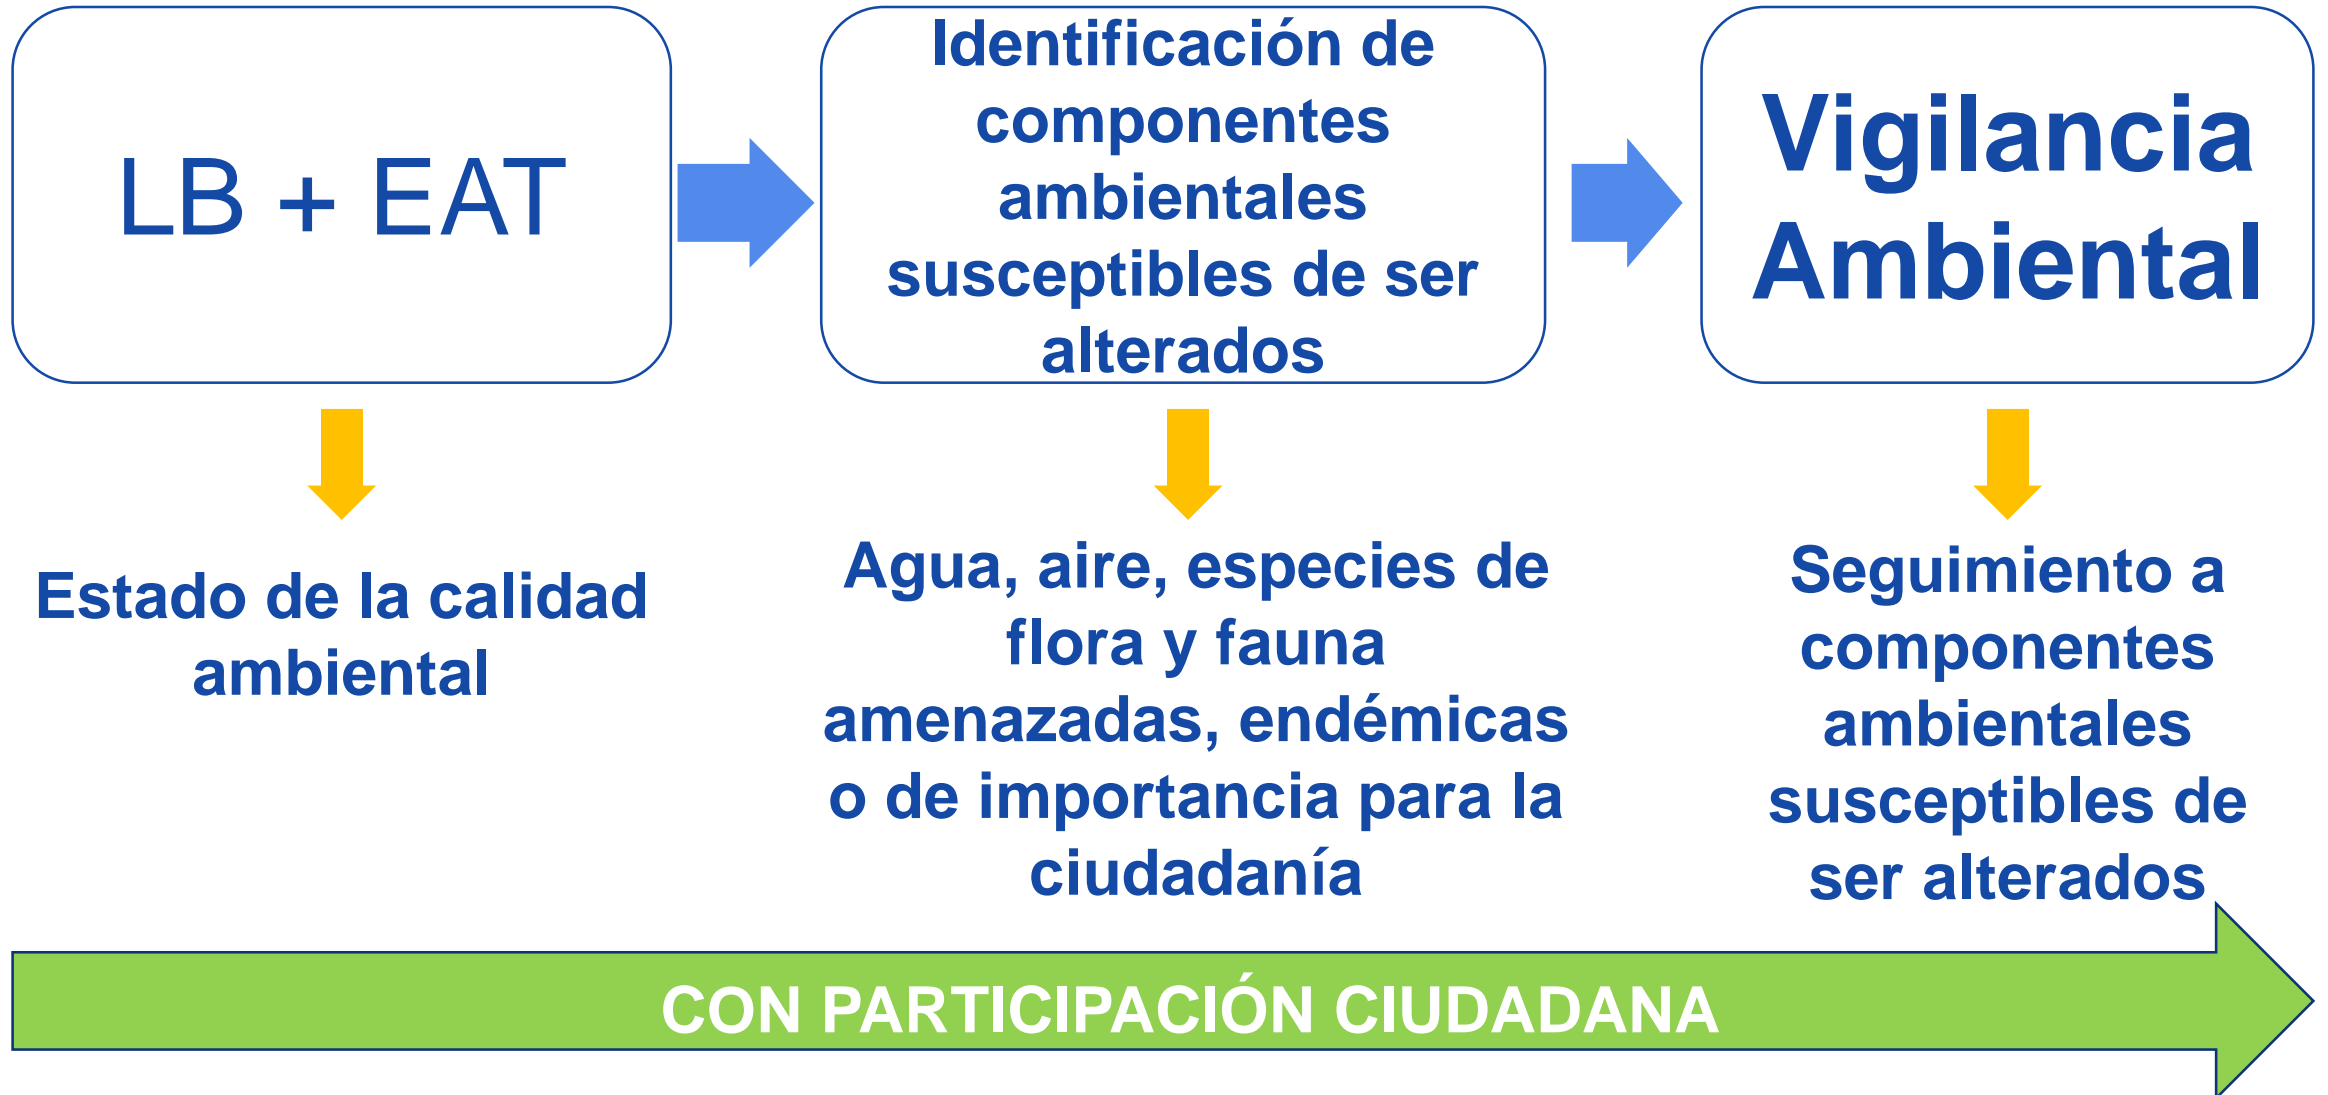 LB + EAT
Identificación de
componentes
ambientales
susceptibles de ser
alterados
Vigilancia
Ambiental
Estado de la calidad
ambiental
Agua, aire, especies de
flora y fauna
amenazadas, endémicas
o de importancia para la
ciudadanía
Seguimiento a
componentes
ambientales
susceptibles de
ser alterados
CON PARTICIPACIÓN CIUDADANA